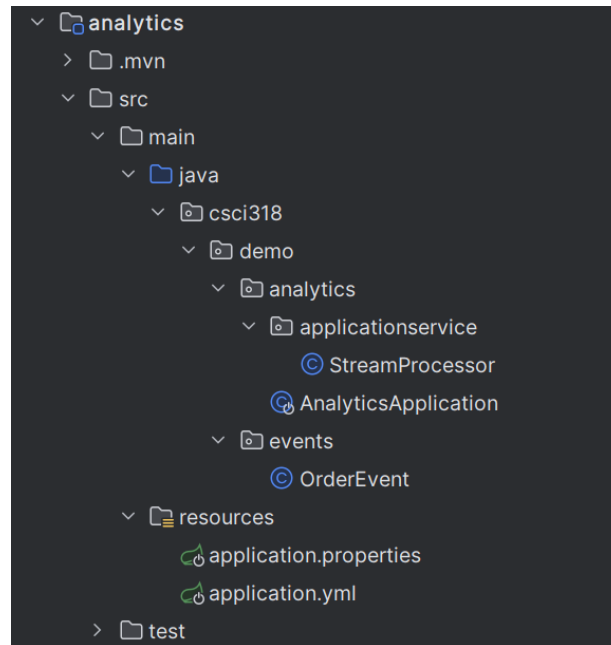 analytics
.mvn
src
main
java
csci318
demo
analytics
applicationservice
StreamProcessor
AnalyticsApplication
events
OrderEvent
resources
application.properties
application.yml
test